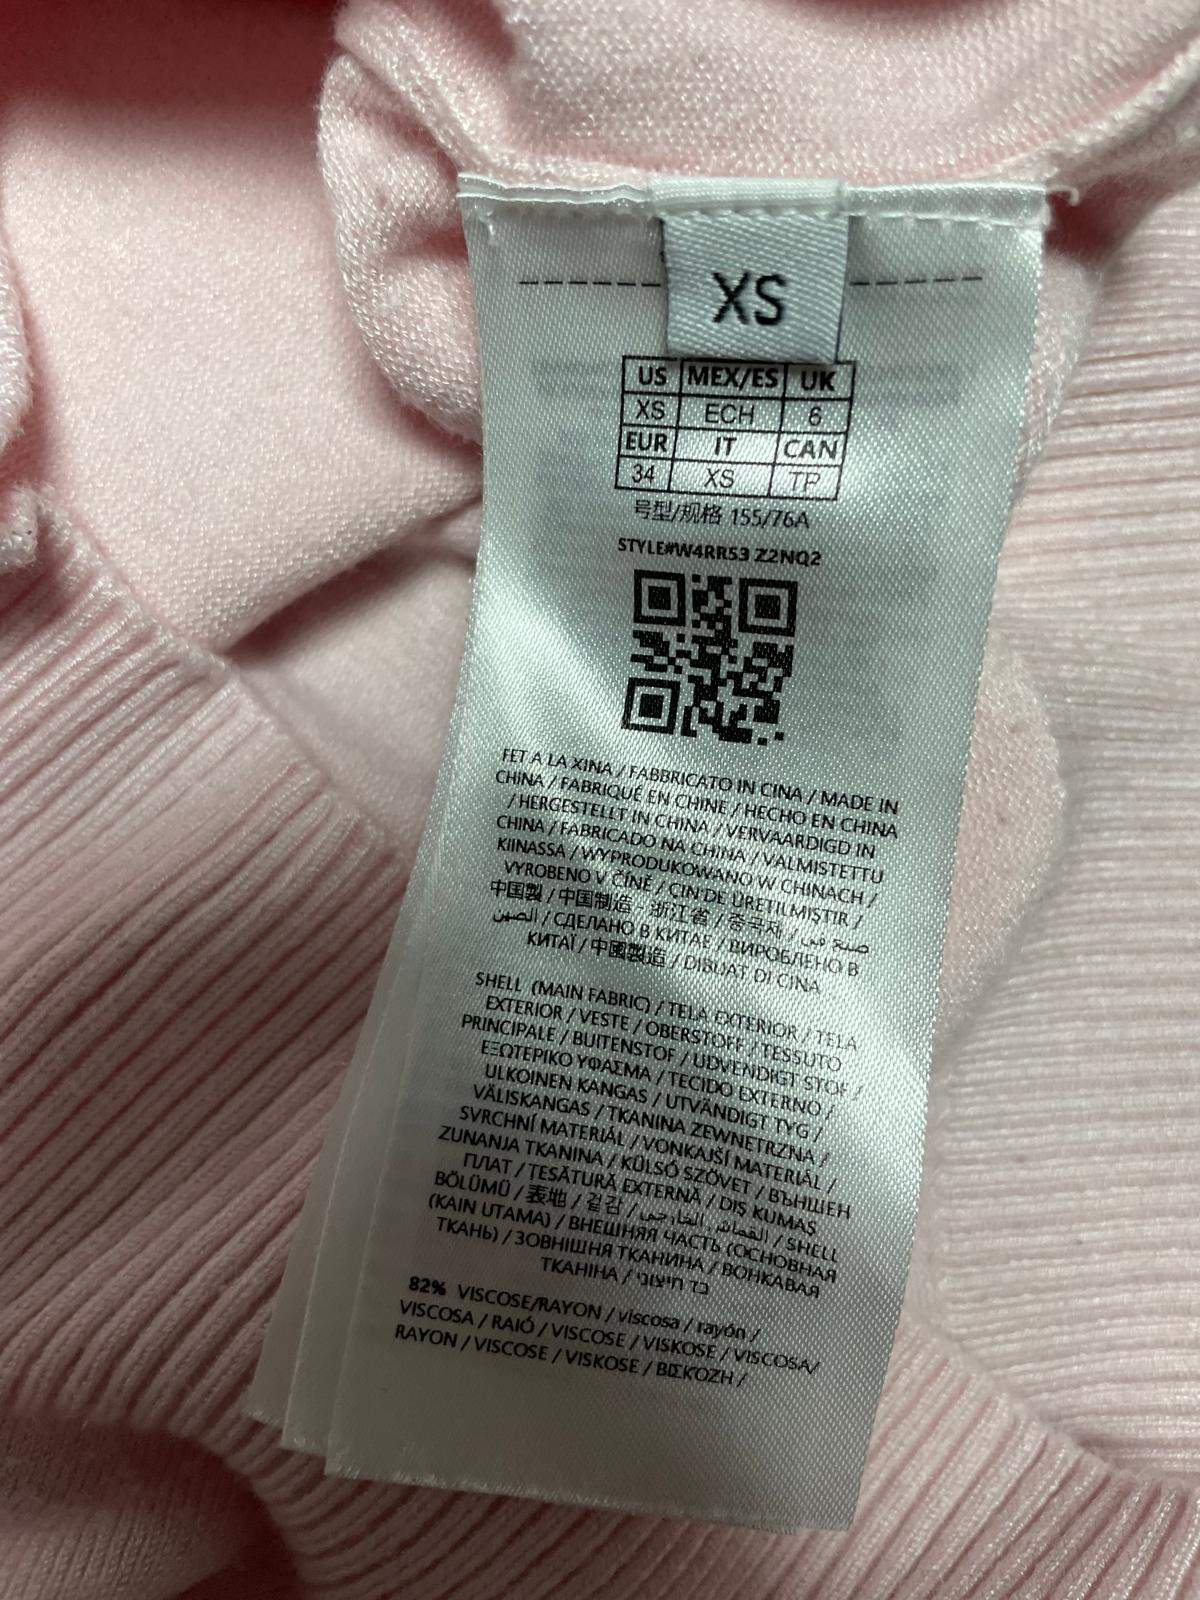 XS
US MEX/ES UK
XS ECH 6
EUR IT CAN
34 XS TP
号型/规格 155/76A
STYLE#W4RR53 Z2NQ2
FET A LA XINA / FABBRICATO IN CINA / MADE IN
CHINA / FABRIQUÉ EN CHINE / HECHO EN CHINA
/ HERGESTELLT IN CHINA / VERVAARDIGD IN
CHINA / FABRICADO NA CHINA / VALMISTETTU
KIINASSA / WYPRODUKOWANO W CHINACH /
VYROBENO V ČÍNĚ / ÇIN'DE ÜRETILMIŞTIR /
中国製 / 中国制造 . 浙江省 / 중국제 / صنع في
الصين / СДЕЛАНО В КИТАЕ / ВИРОБЛЕНО В
КИТАЇ / 中國製造 / DIBUAT DI CINA
SHELL (MAIN FABRIC) / TELA EXTERIOR / TELA
EXTERIOR / VESTE / OBERSTOFF / TESSUTO
PRINCIPALE / BUITENSTOF / UDVENDIGT STOF /
ΕΞΩΤΕΡΙΚΟ ΥΦΑΣΜΑ / TECIDO EXTERNO /
ULKOINEN KANGAS / UTVÄNDIGT TYG /
VÄLISKANGAS / TKANINA ZEWNĘTRZNA /
SVRCHNÍ MATERIÁL / VONKAJŠÍ MATERIÁL /
ZUNANJA TKANINA / KÜLSŐ SZÖVET / ВЪНШЕН
ПЛАТ / ȚESĂTURĂ EXTERNĂ / DIŞ KUMAŞ
BÖLÜMÜ / 表地 / 겉감 / القماش الخارجي / SHELL
(KAIN UTAMA) / ВНЕШНЯЯ ЧАСТЬ (ОСНОВНАЯ
ТКАНЬ) / ЗОВНІШНЯ ТКАНИНА / ВОНКАВАЯ
ТКАНІНА / בד חיצוני
82% VISCOSE/RAYON / viscosa / rayón /
VISCOSA / RAIÓ / VISCOSE / VISKOSE / VISCOSA/
RAYON / VISCOSE / VISKOSE / ΒΙΣΚΟΖΗ /